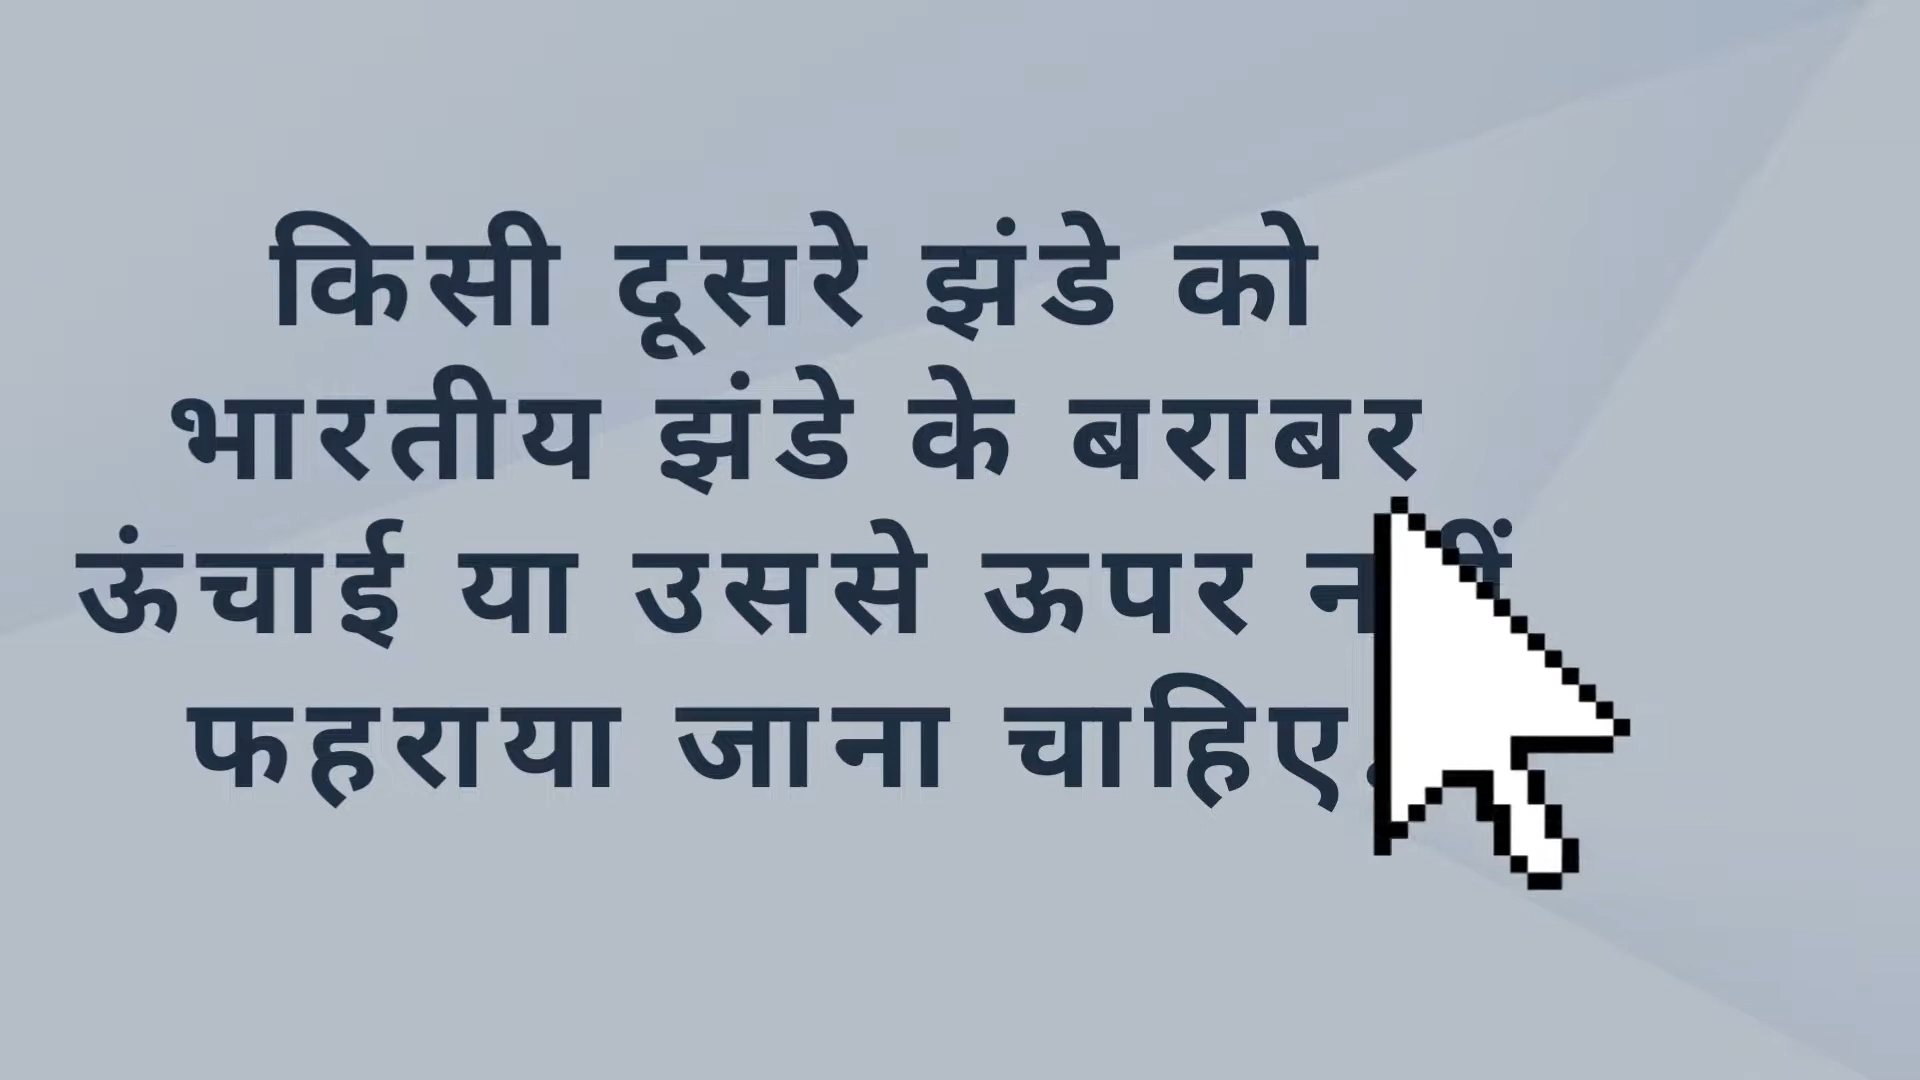 किसी दूसरे झंडे को
भारतीय झंडे के बराबर
ऊंचाई या उससे ऊपर
फहराया जाना चाहिए.